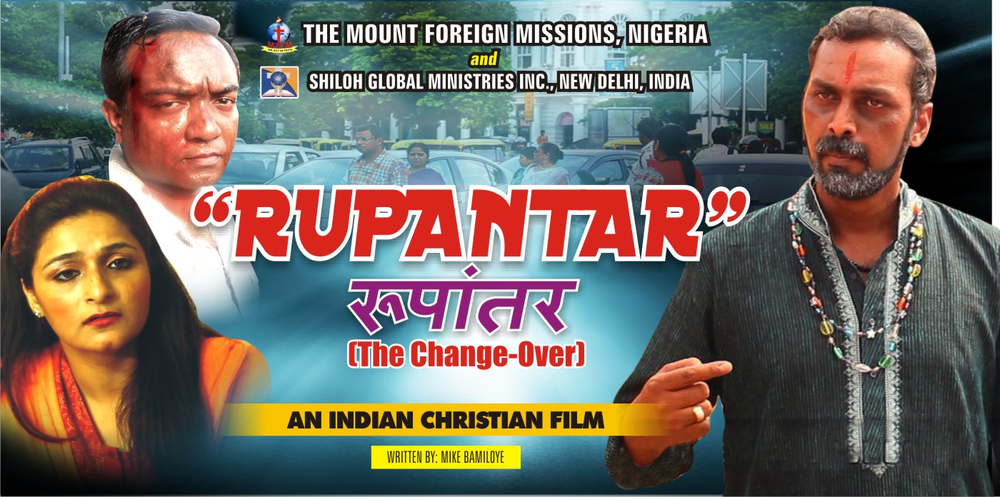 THE MOUNT FOREIGN MISSIONS, NIGERIA
and
SHILOH GLOBAL MINISTRIES INC., NEW DELHI, INDIA
SALE
"RUPANTAR"
रूपांतर
(The Change-Over)
AN INDIAN CHRISTIAN FILM
WRITTEN BY: MIKE BAMILOYE